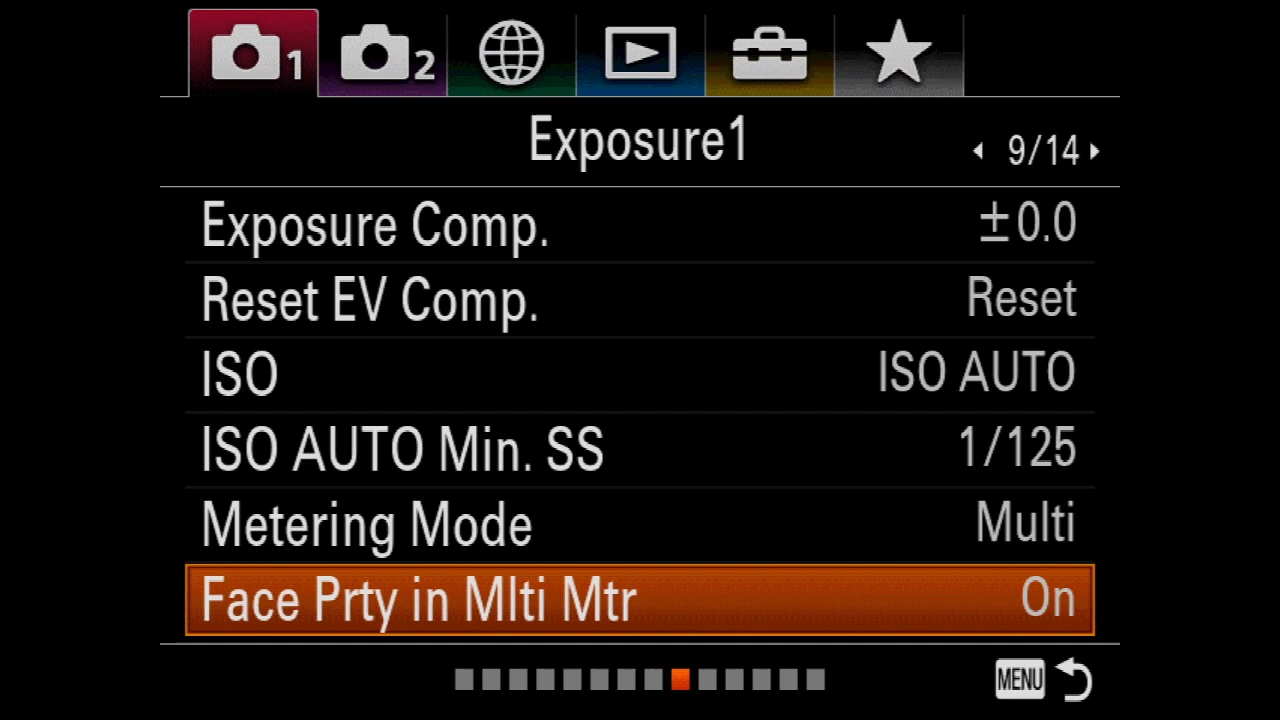 1 2
Exposure1 9/14
Exposure Comp. ±0.0
Reset EV Comp. Reset
ISO ISO AUTO
ISO AUTO Min. SS 1/125
Metering Mode Multi
Face Prty in Mlti Mtr On
MENU